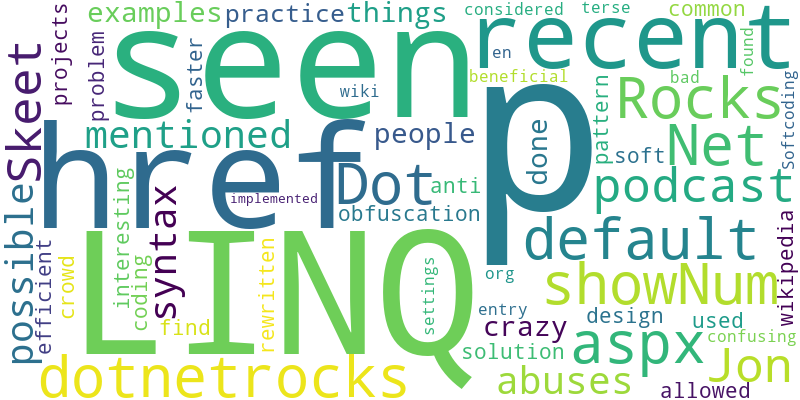 examples
practice
things
considered
terse
common
seen
recent
en
found
projects
problem
faster
wiki
beneficial
bad
Skeet
mentioned
people
p
pattern
Rocks
Softcoding
href
implemented
Dot
anti
done
soft
Net
obfuscation
podcast
possible
interesting
syntax
default
wikipedia
efficient
crowd
coding
rewritten
LINQ
settings
org
showNum
find
entry
crazy
design
used
solution
aspx
confusing
dotnetrocks
abuses
Jon
allowed